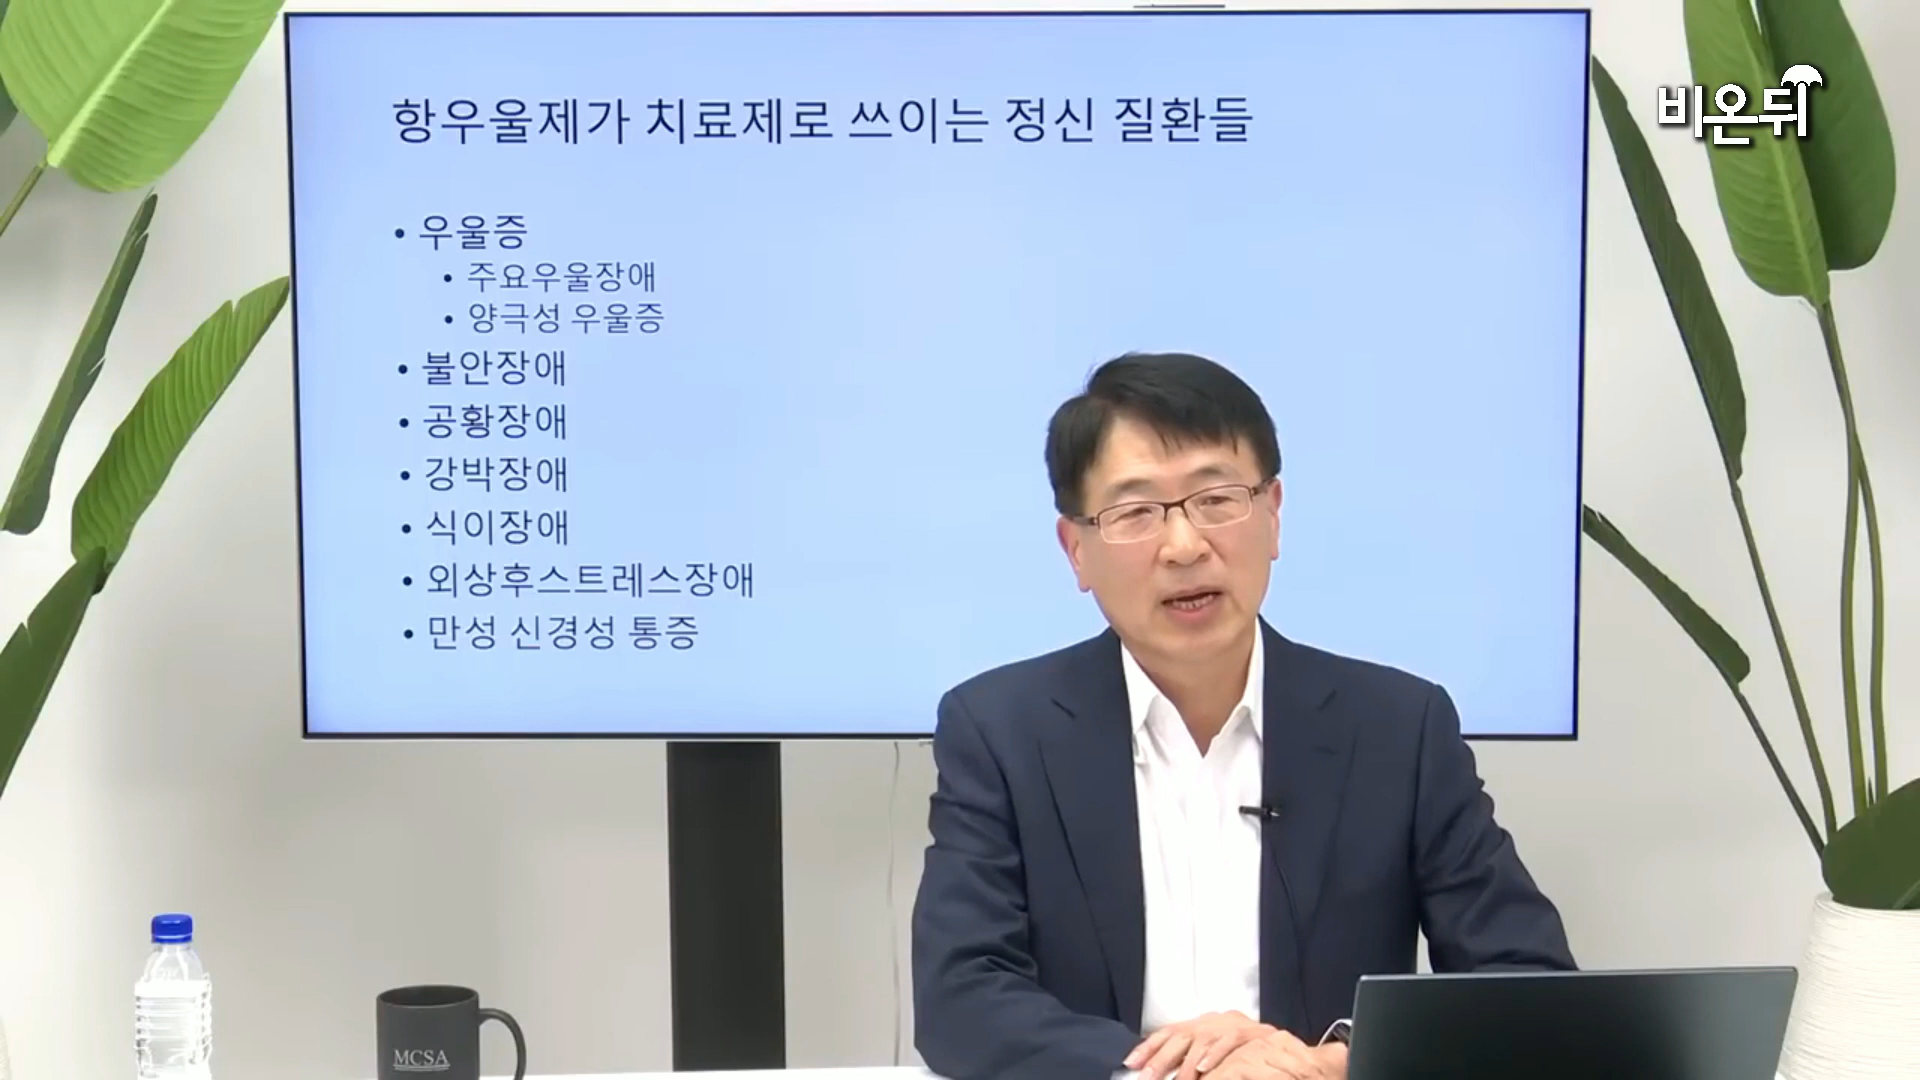 항우울제가 치료제로 쓰이는 정신 질환들
비온뒤
• 우울증
• 주요우울장애
• 양극성 우울증
• 불안장애
• 공황장애
• 강박장애
• 식이장애
• 외상후스트레스장애
• 만성 신경성 통증
MCSA